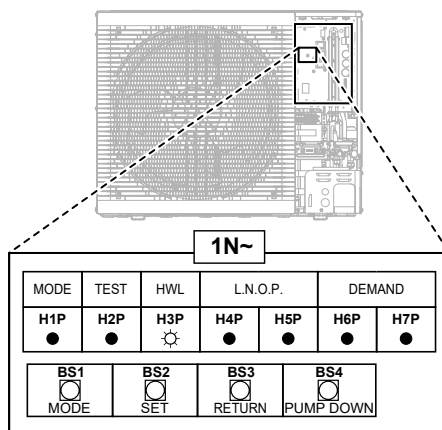 1N~
MODE TEST HWL L.N.O.P. DEMAND
H1P H2P H3P H4P H5P H6P H7P
BS1 BS2 BS3 BS4
MODE SET RETURN PUMP DOWN